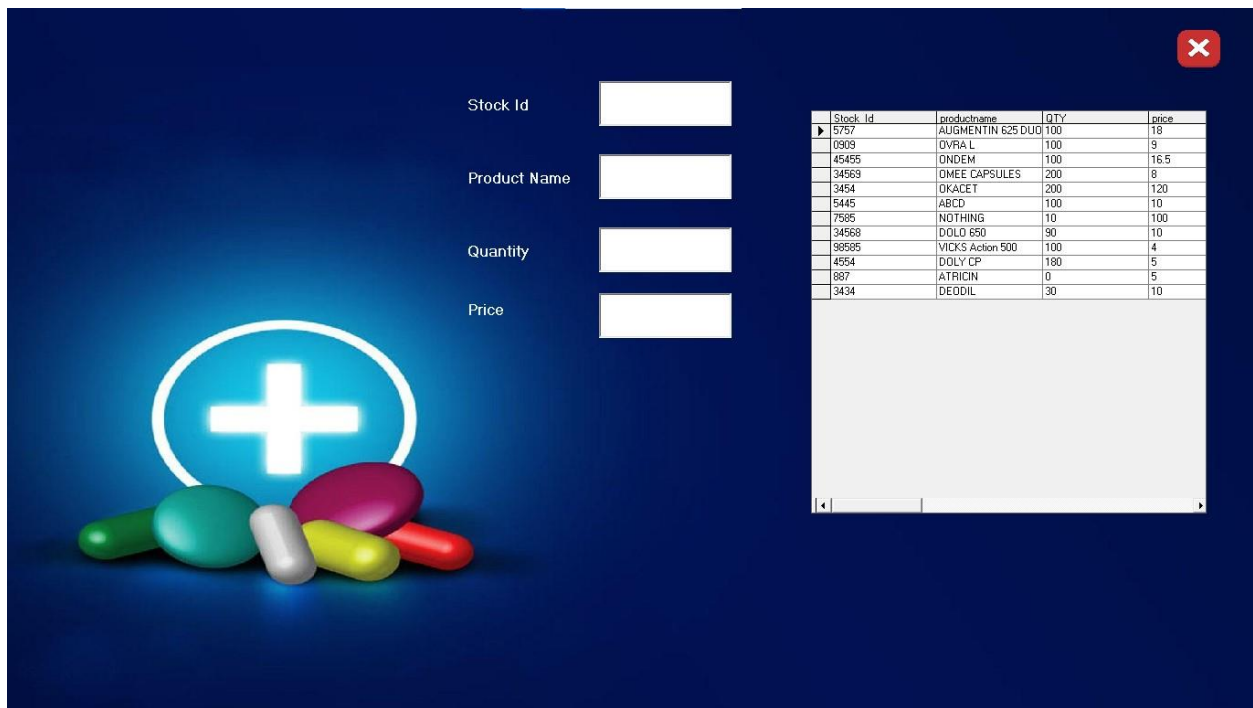 Stock Id
Product Name
Quantity
Price
Stock_Id productname QTY price
5757 AUGMENTIN 625 DUO 100 18
0909 OVRA L 100 9
45455 ONDEM 100 16.5
34569 OMEE CAPSULES 200 8
3454 OKACET 200 120
5445 ABCD 100 10
7585 NOTHING 10 100
34568 DOLO 650 90 10
98585 VICKS Action 500 100 4
4554 DOLY CP 180 5
887 ATRICIN 0 5
3434 DEODIL 30 10